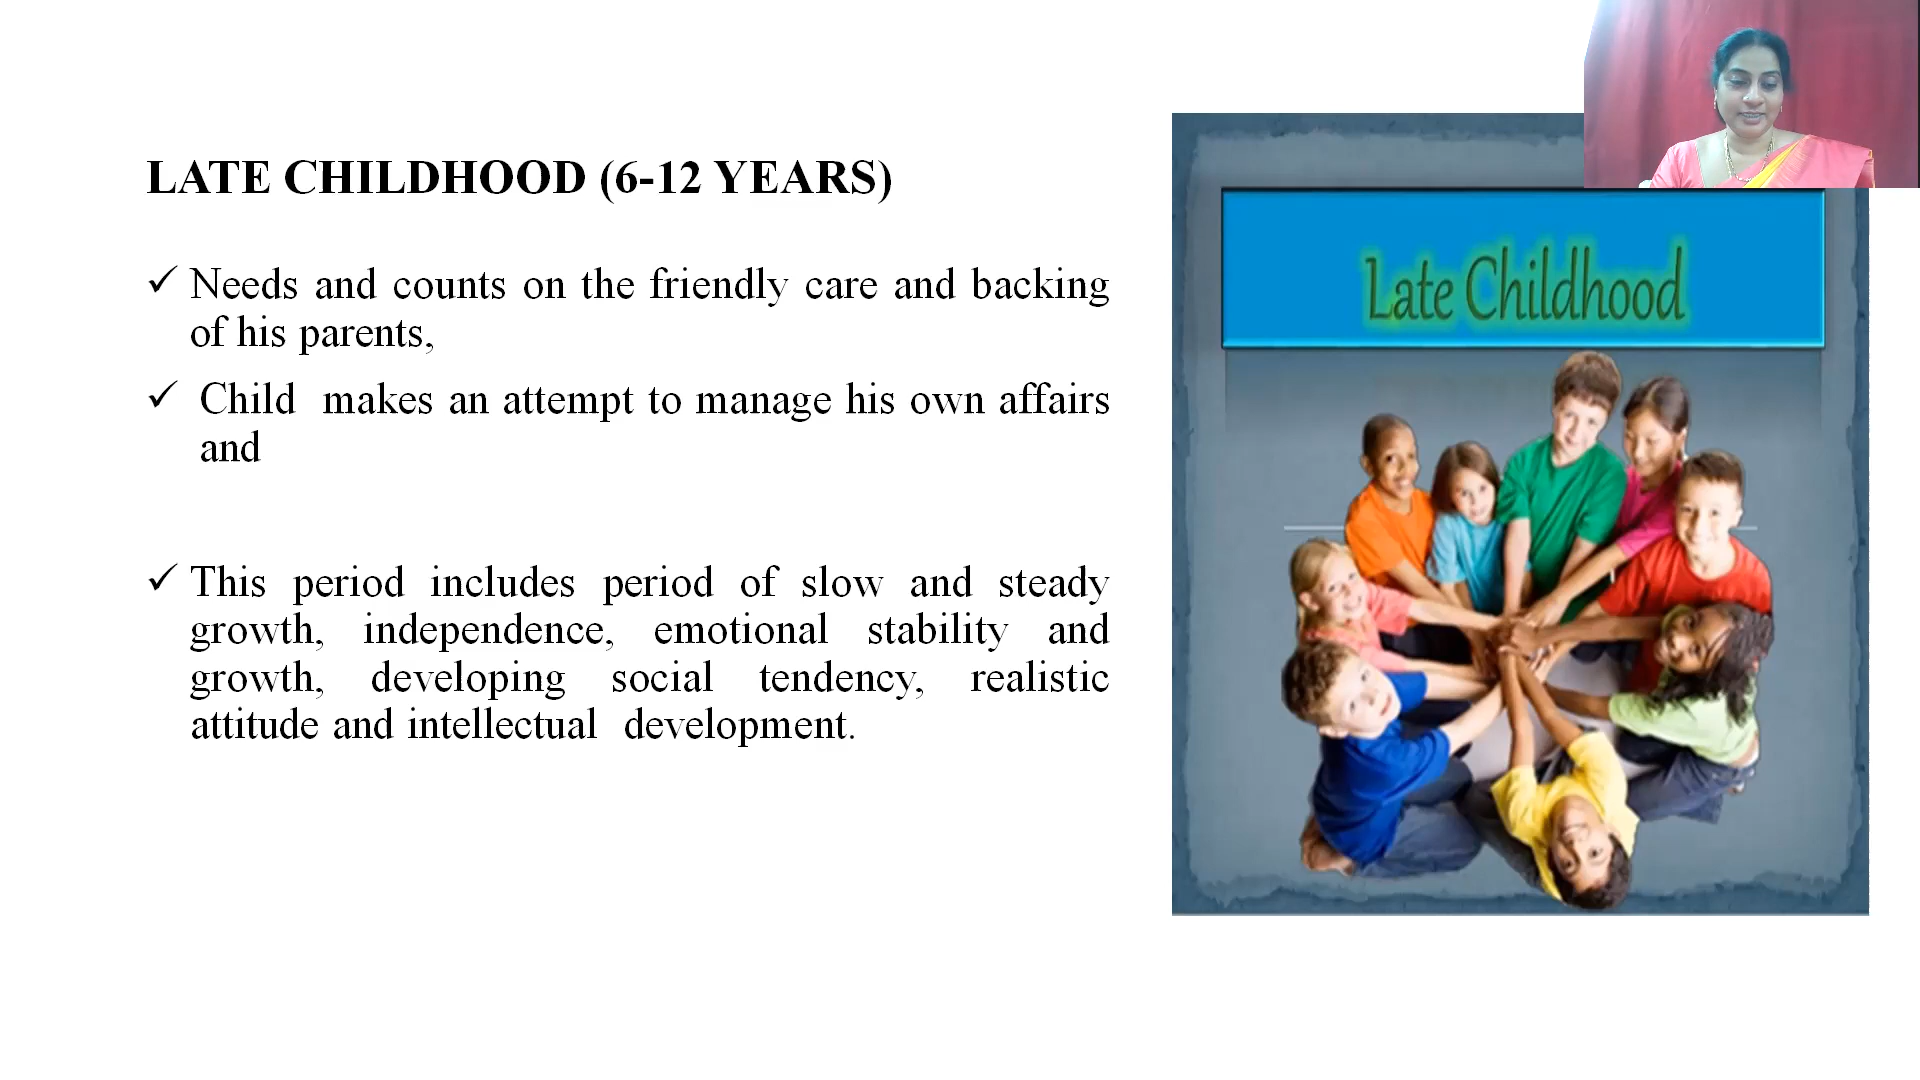 LATE CHILDHOOD (6-12 YEARS)
✓ Needs and counts on the friendly care and backing
of his parents,
✓ Child makes an attempt to manage his own affairs
and
✓ This period includes period of slow and steady
growth, independence, emotional stability and
growth, developing social tendency, realistic
attitude and intellectual development.
Late Childhood